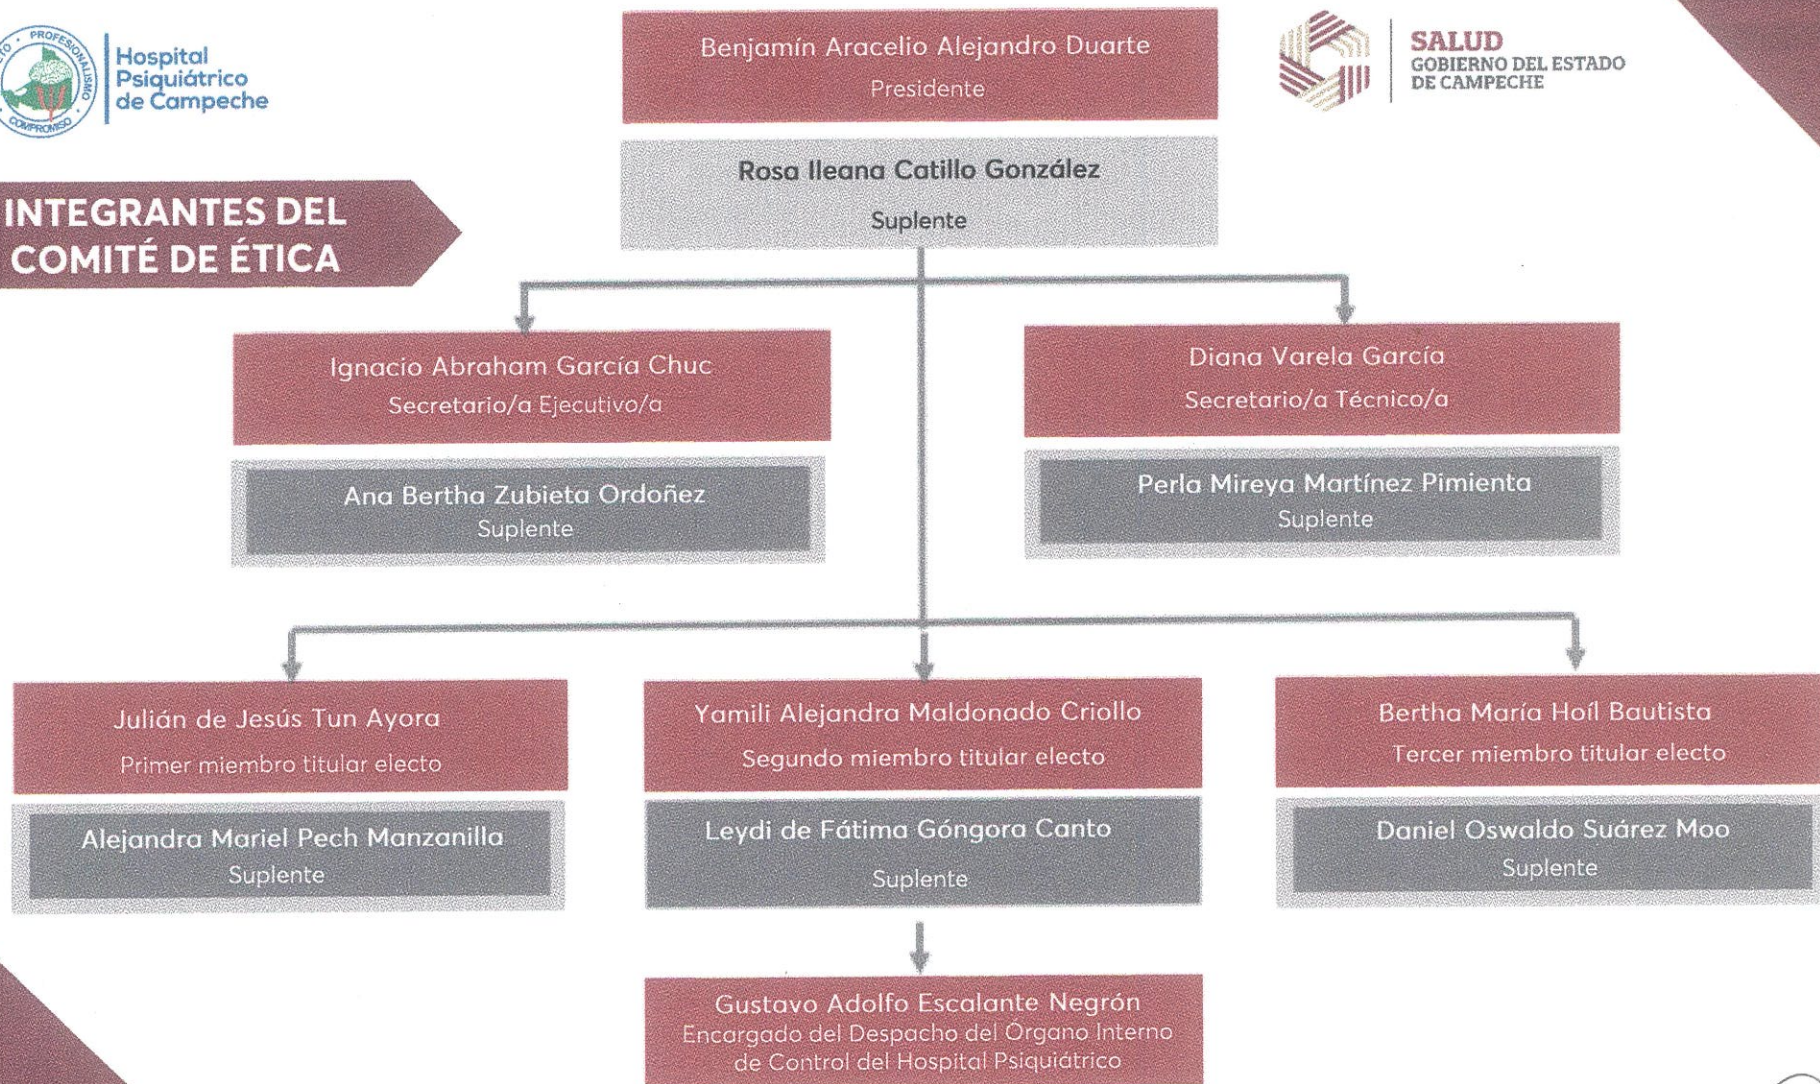 PROFESIONALISMO
COMPROMISO
Hospital
Psiquiátrico
de Campeche
Benjamín Aracelio Alejandro Duarte
Presidente
SALUD
GOBIERNO DEL ESTADO
DE CAMPECHE
Rosa Ileana Catillo González
Suplente
INTEGRANTES DEL
COMITÉ DE ÉTICA
Ignacio Abraham García Chuc
Secretario/a Ejecutivo/a
Diana Varela García
Secretario/a Técnico/a
Ana Bertha Zubieta Ordoñez
Suplente
Perla Mireya Martínez Pimienta
Suplente
Julián de Jesús Tun Ayora
Primer miembro titular electo
Yamili Alejandra Maldonado Criollo
Segundo miembro titular electo
Bertha María Hoíl Bautista
Tercer miembro titular electo
Alejandra Mariel Pech Manzanilla
Suplente
Leydi de Fátima Góngora Canto
Suplente
Daniel Oswaldo Suárez Moo
Suplente
Gustavo Adolfo Escalante Negrón
Encargado del Despacho del Órgano Interno
de Control del Hospital Psiquiátrico